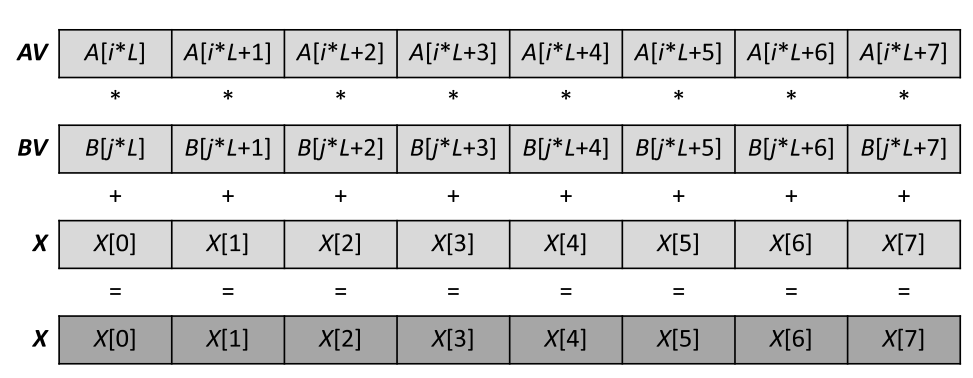 AV A[i*L] A[i*L+1] A[i*L+2] A[i*L+3] A[i*L+4] A[i*L+5] A[i*L+6] A[i*L+7]
* * * * * * * *
BV B[j*L] B[j*L+1] B[j*L+2] B[j*L+3] B[j*L+4] B[j*L+5] B[j*L+6] B[j*L+7]
+ + + + + + + +
X X[0] X[1] X[2] X[3] X[4] X[5] X[6] X[7]
= = = = = = = =
X X[0] X[1] X[2] X[3] X[4] X[5] X[6] X[7]